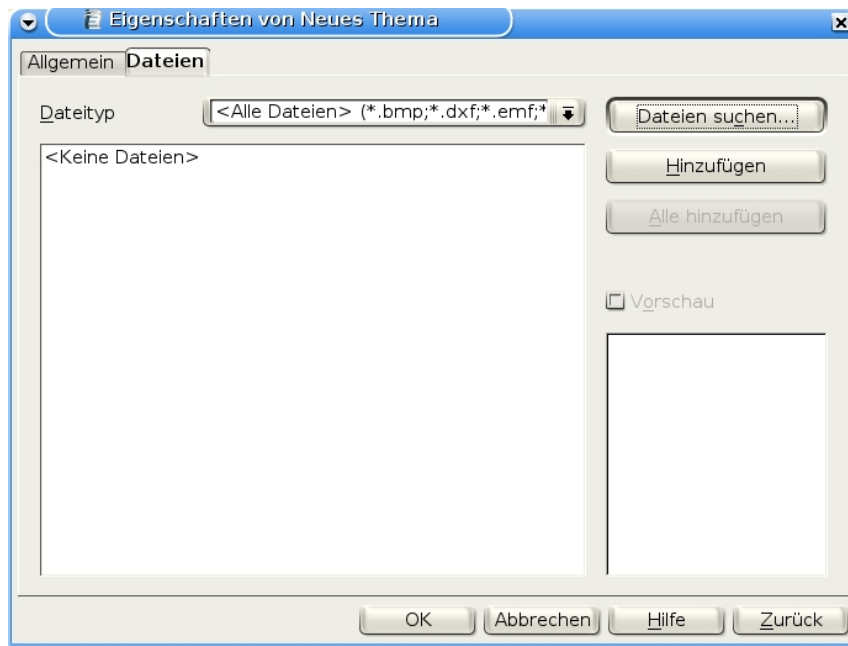 Eigenschaften von Neues Thema
Allgemein Dateien
Dateityp <Alle Dateien> (*.bmp;*.dxf;*.emf;* Dateien suchen...
<Keine Dateien>
Hinzufügen
Alle hinzufügen
Vorschau
OK Abbrechen Hilfe Zurück